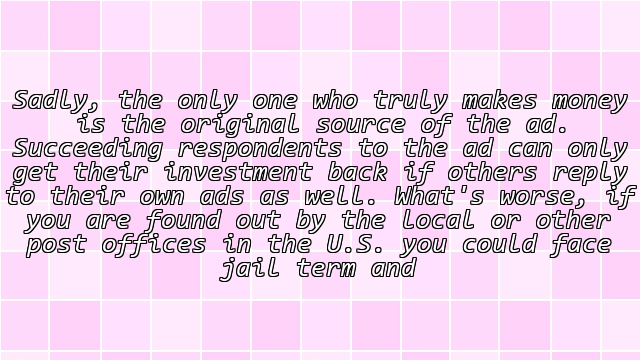 Sadly, the only one who truly makes money
is the original source of the ad.
Succeeding respondents to the ad can only
get their investment back if others reply
to their own ads as well. What's worse, if
you are found out by the local or other
post offices in the U.S. you could face
jail term and